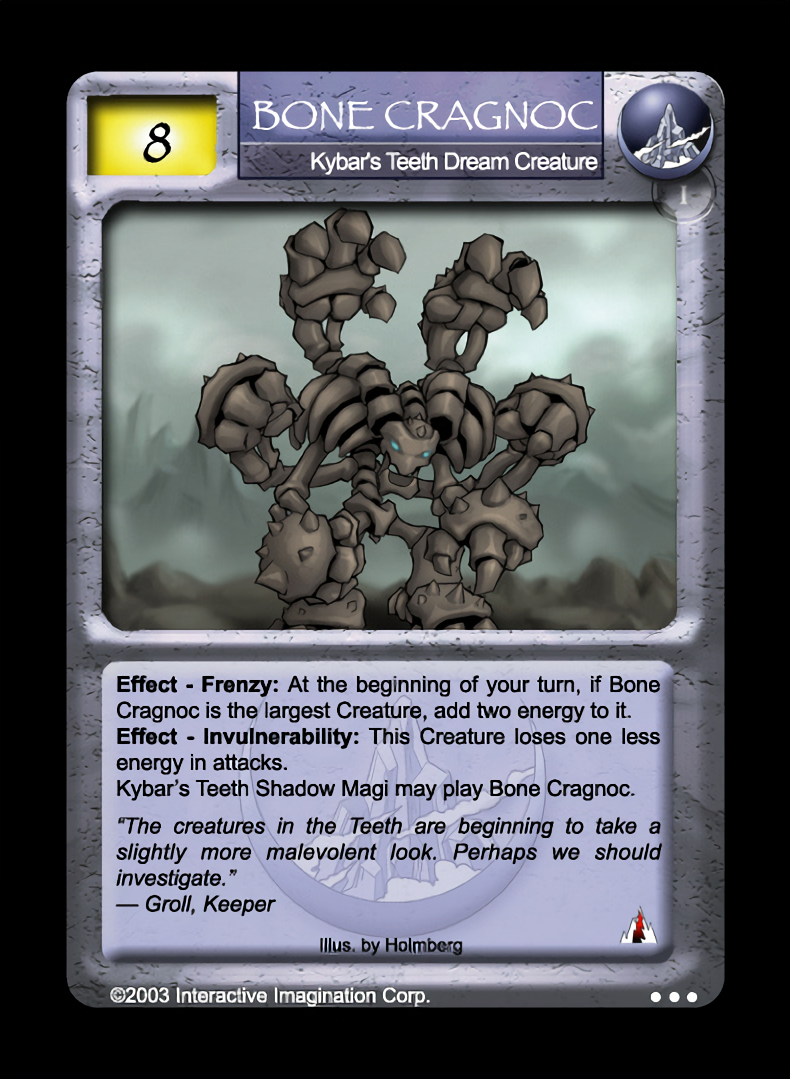 8
BONE CRAGNOC
Kybar's Teeth Dream Creature
I
Effect - Frenzy: At the beginning of your turn, if Bone
Cragnoc is the largest Creature, add two energy to it.
Effect - Invulnerability: This Creature loses one less
energy in attacks.
Kybar's Teeth Shadow Magi may play Bone Cragnoc.
"The creatures in the Teeth are beginning to take a
slightly more malevolent look. Perhaps we should
investigate."
— Groll, Keeper
Illus. by Holmberg
©2003 Interactive Imagination Corp.